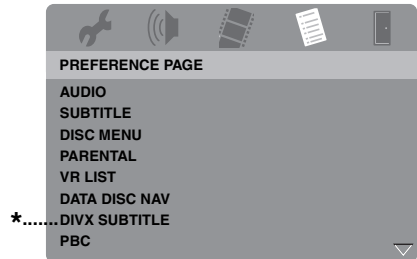 PREFERENCE PAGE
AUDIO
SUBTITLE
DISC MENU
PARENTAL
VR LIST
DATA DISC NAV
*.......DIVX SUBTITLE
PBC